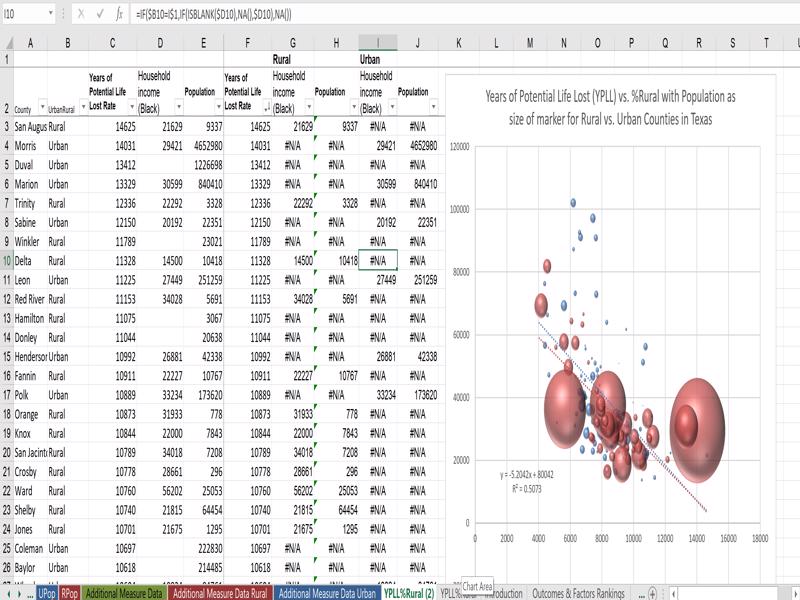 I10 =IF($B10=I$1,IF(ISBLANK($D10),NA(),$D10),NA())
A B C D E F G H I J K L M N O P Q R S T U
1 Rural Urban
Years of Household Years of Household Household
Potential Life income Population Potential Life income Population income Population
2 County UrbanRural Lost Rate (Black) Lost Rate (Black) (Black)
3 San Augus Rural 14625 21629 9337 14625 21629 9337 #N/A #N/A
4 Morris Urban 14031 29421 4652980 14031 #N/A #N/A 29421 4652980
5 Duval Urban 13412 1226698 13412 #N/A #N/A #N/A #N/A
6 Marion Urban 13329 30599 840410 13329 #N/A #N/A 30599 840410
7 Trinity Rural 12336 22292 3328 12336 22292 3328 #N/A #N/A
8 Sabine Urban 12150 20192 22351 12150 #N/A #N/A 20192 22351
9 Winkler Rural 11789 23021 11789 #N/A #N/A #N/A #N/A
10 Delta Rural 11328 14500 10418 11328 14500 10418 #N/A #N/A
11 Leon Urban 11225 27449 251259 11225 #N/A #N/A 27449 251259
12 Red River Rural 11153 34028 5691 11153 34028 5691 #N/A #N/A
13 Hamilton Rural 11075 3067 11075 #N/A #N/A #N/A #N/A
14 Donley Rural 11044 20638 11044 #N/A #N/A #N/A #N/A
15 Henderson Urban 10992 26881 42338 10992 #N/A #N/A 26881 42338
16 Fannin Rural 10911 22227 10767 10911 22227 10767 #N/A #N/A
17 Polk Urban 10889 33234 173620 10889 #N/A #N/A 33234 173620
18 Orange Rural 10873 31933 778 10873 31933 778 #N/A #N/A
19 Knox Rural 10844 22000 7843 10844 22000 7843 #N/A #N/A
20 San Jacint Rural 10789 34018 7208 10789 34018 7208 #N/A #N/A
21 Crosby Rural 10778 28661 296 10778 28661 296 #N/A #N/A
22 Ward Rural 10760 56202 25053 10760 56202 25053 #N/A #N/A
23 Shelby Rural 10740 21815 64454 10740 21815 64454 #N/A #N/A
24 Jones Rural 10701 21675 1295 10701 21675 1295 #N/A #N/A
25 Coleman Urban 10697 222830 10697 #N/A #N/A #N/A #N/A
26 Baylor Urban 10618 214485 10618 #N/A #N/A #N/A #N/A
Years of Potential Life Lost (YPLL) vs. %Rural with Population as
size of marker for Rural vs. Urban Counties in Texas
120000
100000
80000
60000
40000
20000
0
y = -5.2042x + 80042
R² = 0.5073
0 2000 4000 6000 8000 10000 12000 14000 16000 18000
Chart Area
... UPop RPop Additional Measure Data Additional Measure Data Rural Additional Measure Data Urban YPLL%Rural (2) Outcomes & Factors Rankings ...